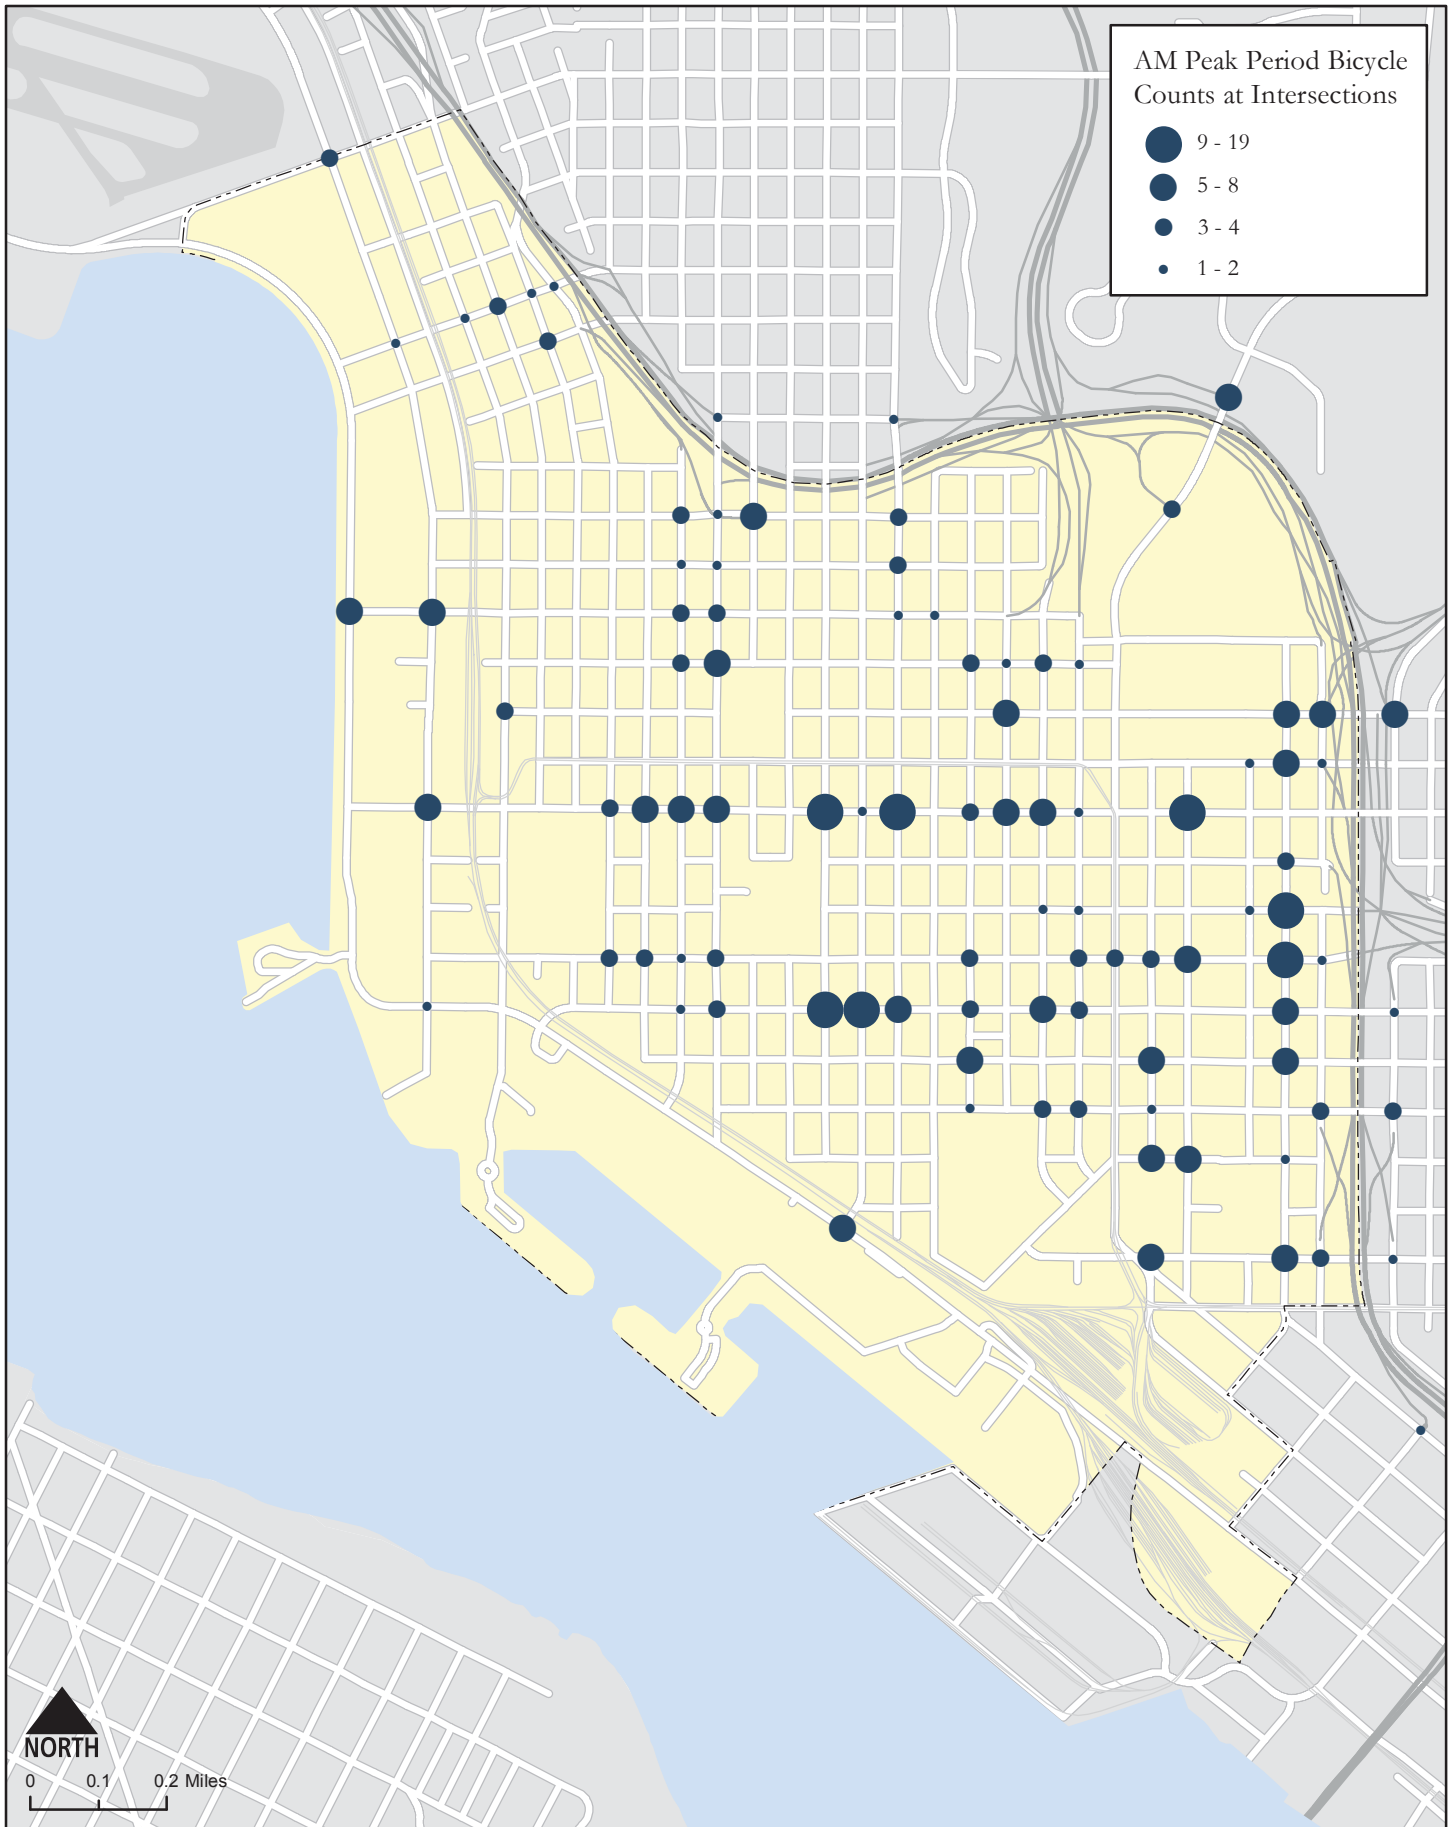 AM Peak Period Bicycle
Counts at Intersections
9 - 19
5 - 8
3 - 4
1 - 2
NORTH
0 0.1 0.2 Miles